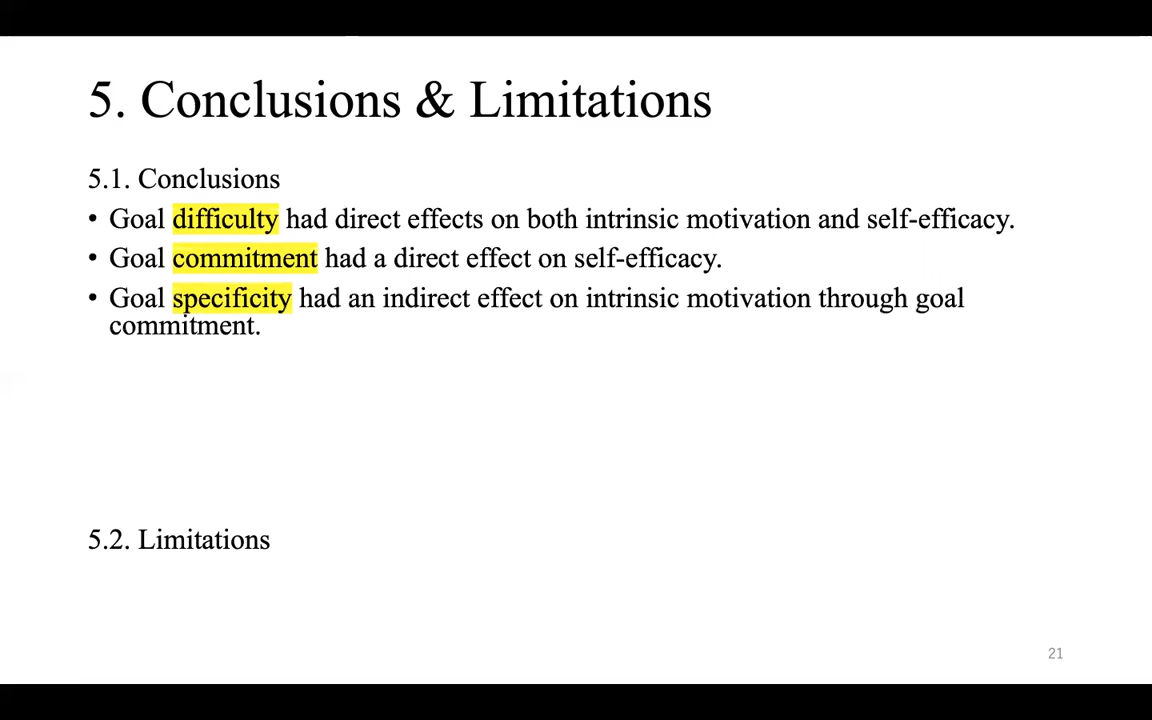 5. Conclusions & Limitations
5.1. Conclusions
• Goal difficulty had direct effects on both intrinsic motivation and self-efficacy.
• Goal commitment had a direct effect on self-efficacy.
• Goal specificity had an indirect effect on intrinsic motivation through goal
commitment.
5.2. Limitations
21